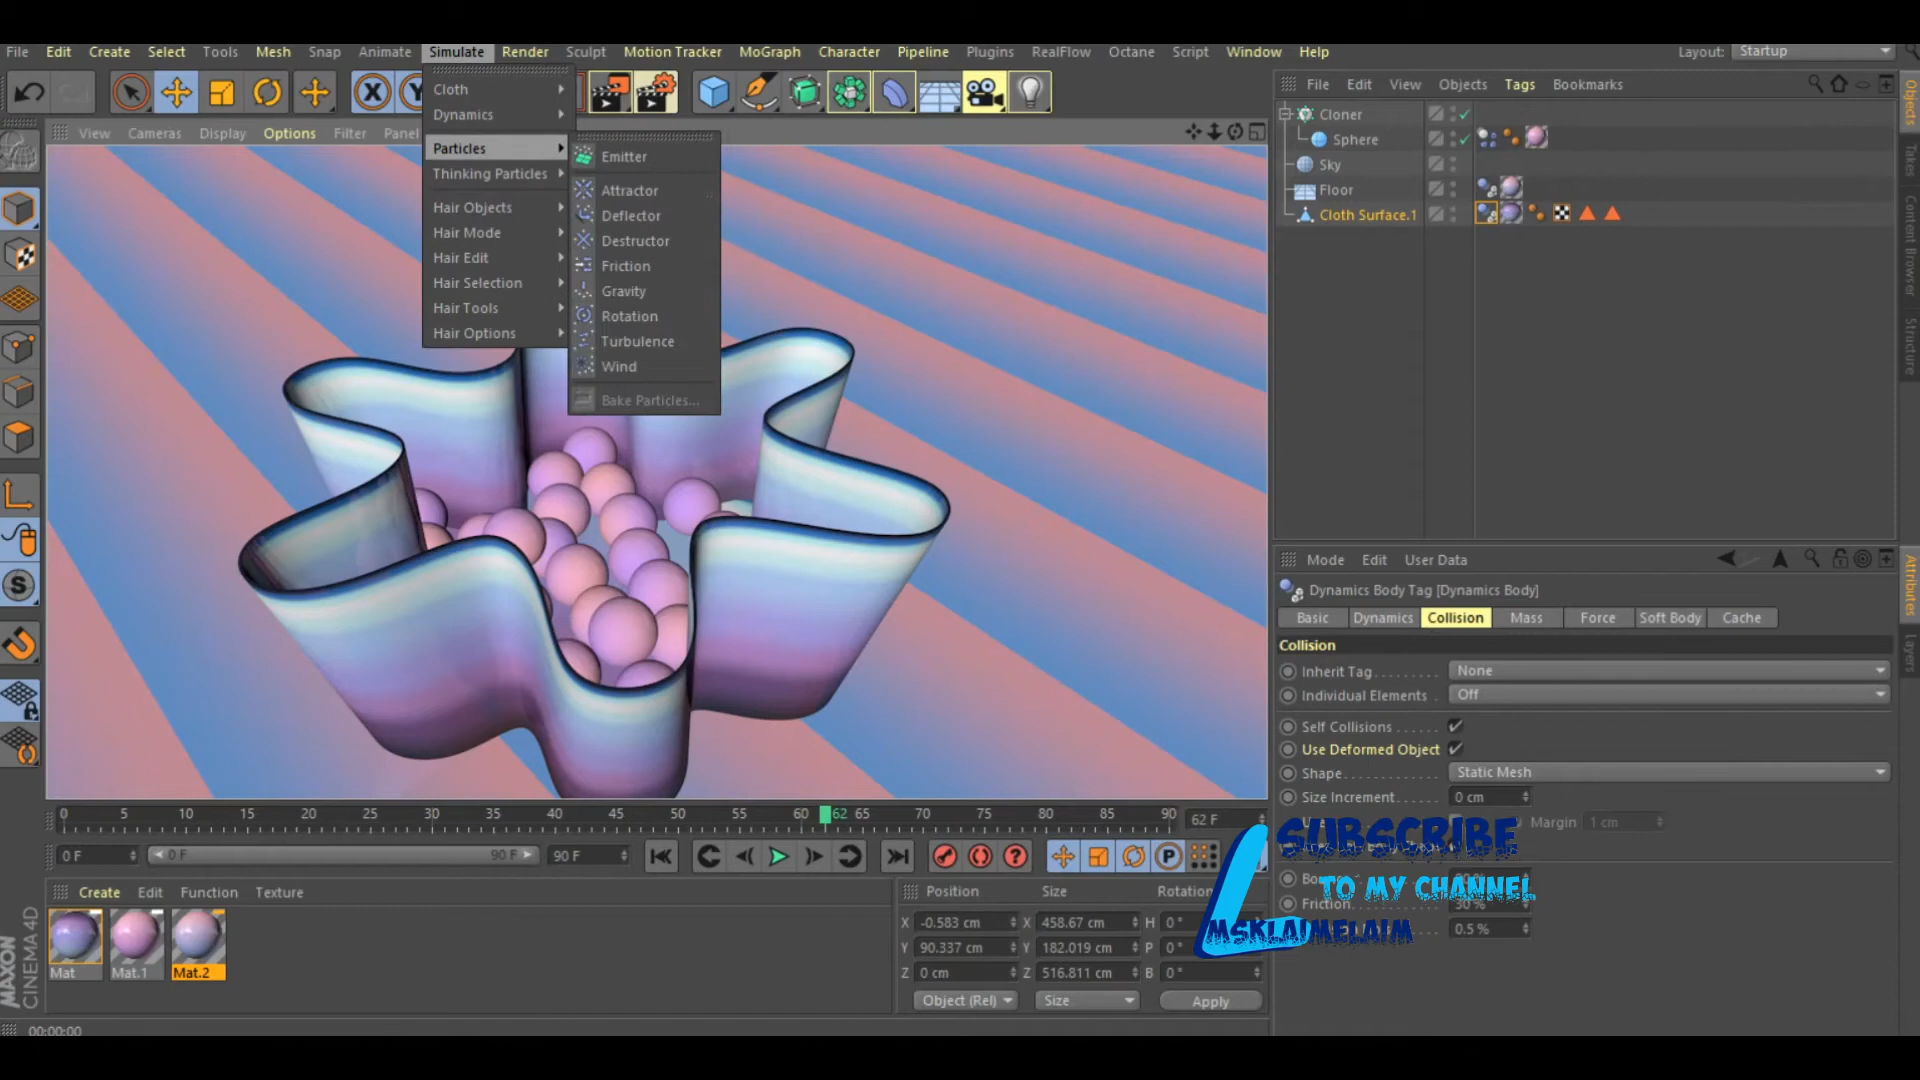 File Edit Create Select Tools Mesh Snap Animate Simulate Render Sculpt Motion Tracker MoGraph Character Pipeline Plugins RealFlow Octane Script Window Help Layout: Startup
X Y
File Edit View Objects Tags Bookmarks
View Cameras Display Options Filter Panel
Cloth
Dynamics
Particles
Thinking Particles
Hair Objects
Hair Mode
Hair Edit
Hair Selection
Hair Tools
Hair Options
Emitter
Attractor
Deflector
Destructor
Friction
Gravity
Rotation
Turbulence
Wind
Bake Particles...
Cloner
Sphere
Sky
Floor
Cloth Surface.1
Objects
Takes
Content Browser
Structure
Mode Edit User Data
Dynamics Body Tag [Dynamics Body]
Basic Dynamics Collision Mass Force Soft Body Cache
Collision
Inherit Tag None
Individual Elements Off
Self Collisions
Use Deformed Object
Shape Static Mesh
Size Increment 0 cm
Margin 1 cm
Friction 30 %
0.5 %
Attributes
Layers
0 5 10 15 20 25 30 35 40 45 50 55 60 62 65 70 75 80 85 90 62 F
0 F 0 F 90 F 90 F
P
SUBSCRIBE
TO MY CHANNEL
MSKLAIMELAIM
Create Edit Function Texture
Mat Mat.1 Mat.2
Position Size Rotation
X -0.583 cm X 458.67 cm H 0 °
Y 90.337 cm Y 182.019 cm P 0 °
Z 0 cm Z 516.811 cm B 0 °
Object (Rel) Size Apply
MAXON
CINEMA 4D
00:00:00